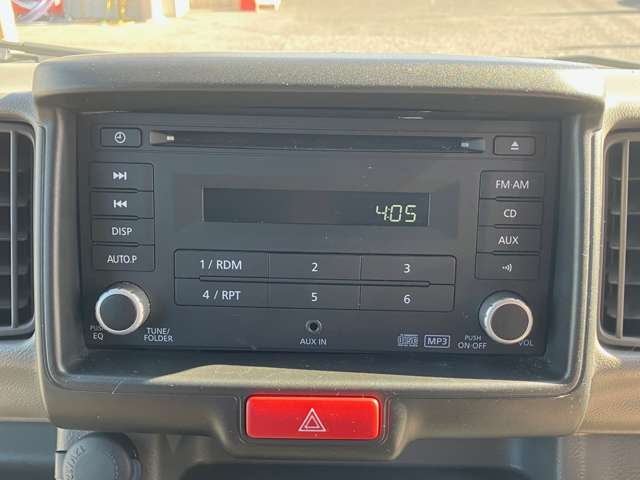 4:05
FM·AM
CD
DISP
AUX
AUTO.P
1 / RDM 2 3
4 / RPT 5 6
PUSH EQ
TUNE/
FOLDER
AUX IN
MP3
PUSH
ON·OFF
VOL